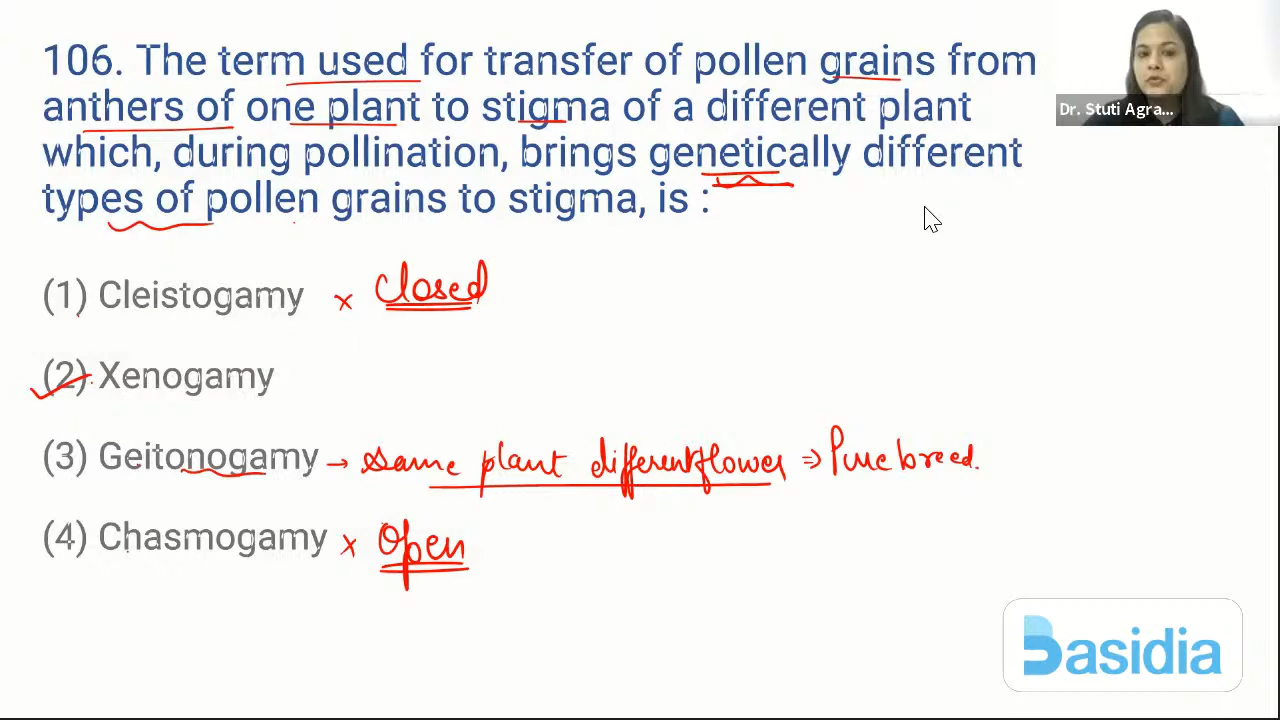 106. The term used for transfer of pollen grains from
Dr. Stuti Agra...
anthers of one plant to stigma of a different plant
which, during pollination, brings genetically different
types of pollen grains to stigma, is :
(1) Cleistogamy × Closed
(2) Xenogamy
(3) Geitonogamy → same plant different flower ⇒ Pure breed.
(4) Chasmogamy × Open
Basidia